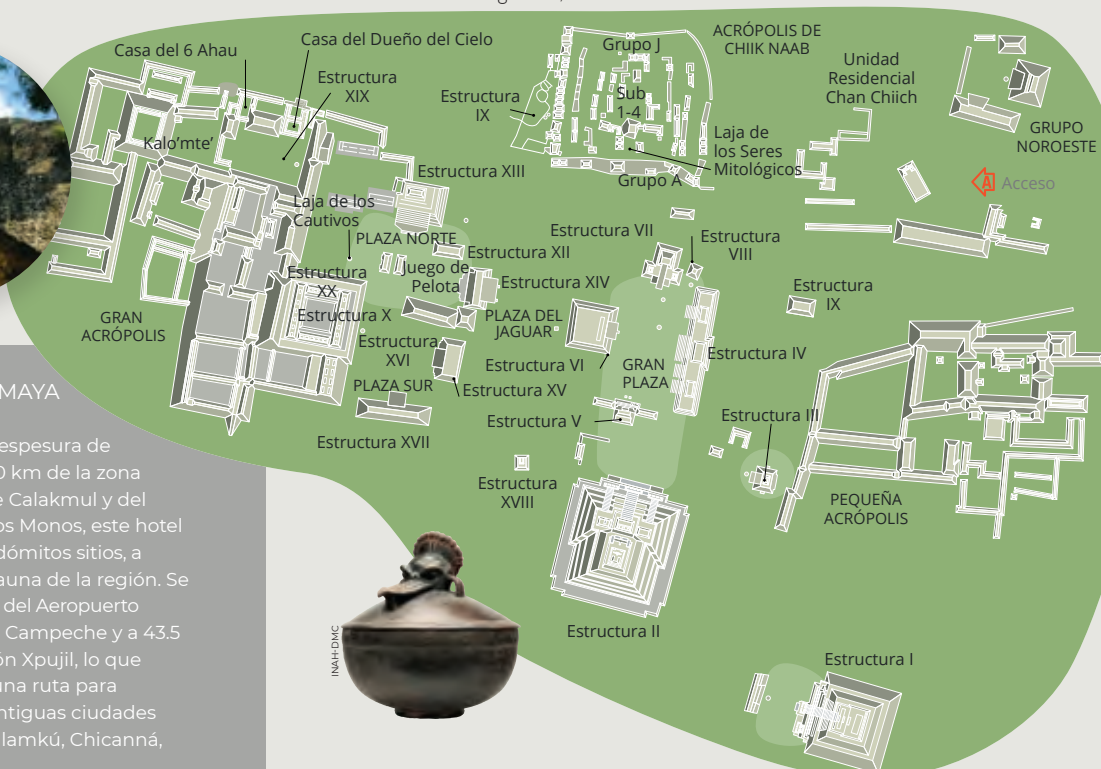 Casa del 6 Ahau
Casa del Dueño del Cielo
Estructura
XIX
Kalo'mte'
Estructura
IX
Grupo J
Sub
1-4
ACRÓPOLIS DE
CHIIK NAAB
Laja de
los Seres
Mitológicos
Grupo A
Unidad
Residencial
Chan Chiich
GRUPO
NOROESTE
A
Acceso
Estructura XIII
Laja de los
Cautivos
PLAZA NORTE
Estructura XII
Juego de
Pelota
Estructura
XX
Estructura X
Estructura XIV
PLAZA DEL
JAGUAR
Estructura
XVI
GRAN
ACRÓPOLIS
PLAZA SUR
Estructura XV
Estructura XVII
Estructura VII
Estructura
VIII
Estructura
IX
Estructura VI
GRAN
PLAZA
Estructura IV
Estructura V
Estructura III
Estructura
XVIII
PEQUEÑA
ACRÓPOLIS
Estructura II
Estructura I
INAH-DMC
MAYA
espesura de
0 km de la zona
e Calakmul y del
os Monos, este hotel
dómitos sitios, a
auna de la región. Se
del Aeropuerto
Campeche y a 43.5
ón Xpujil, lo que
una ruta para
ntiguas ciudades
lamkú, Chicanná,